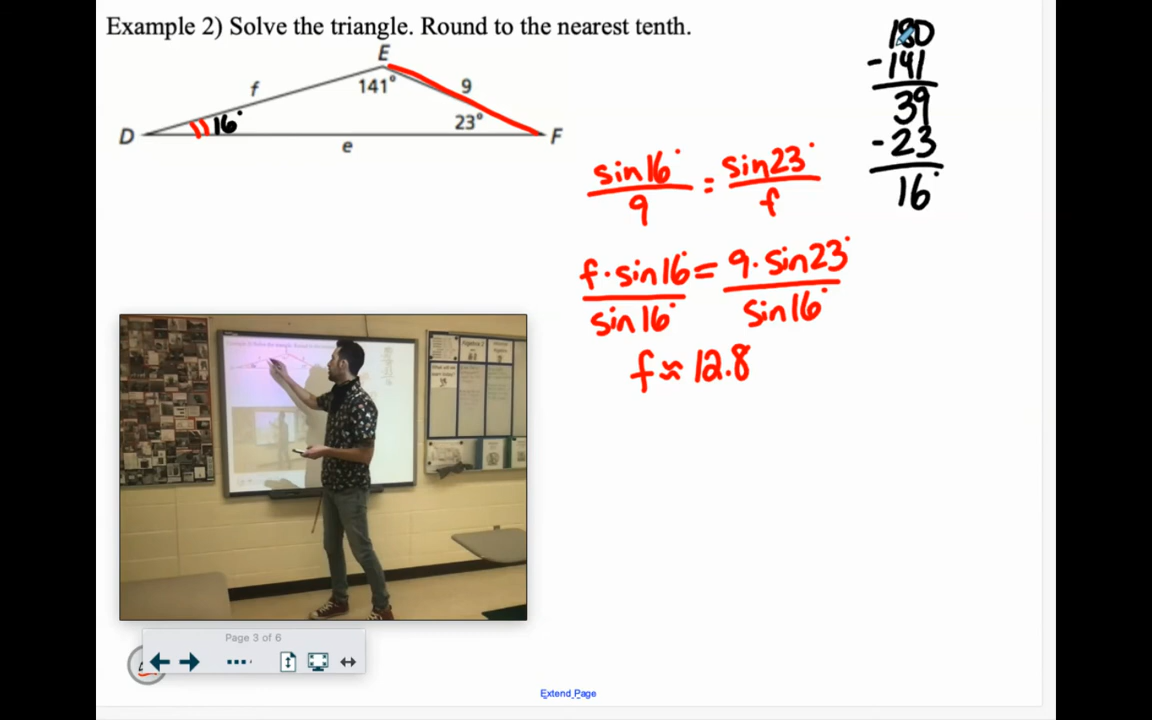 Example 2) Solve the triangle. Round to the nearest tenth.
180
-141
39
-23
16°
E
f
141°
9
16°
23°
D
e
F
sin16° / 9 = sin23° / f
f·sin16° / sin16° = 9·sin23° / sin16°
f≈12.8
Page 3 of 6
Extend Page